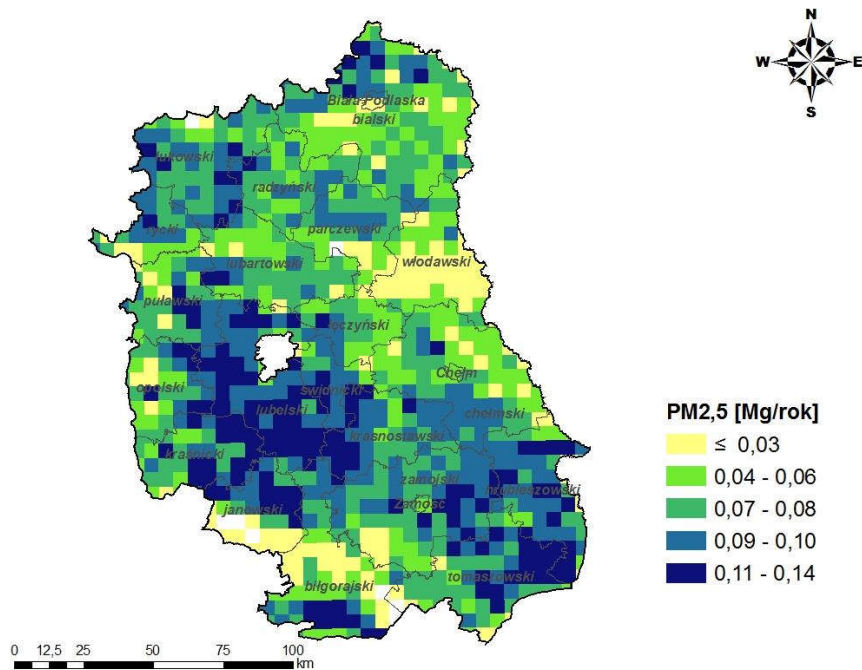 N
W E
S
Biała Podlaska
bialski
łukowski
radzyński
rycki
parczewski
włodawski
lubartowski
puławski
łęczyński
Chełm
opolski
świdnicki
lubelski
chełmski
krasnostawski
kraśnicki
zamojski
hrubieszowski
Zamość
janowski
tomaszowski
biłgorajski
PM2,5 [Mg/rok]
≤ 0,03
0,04 - 0,06
0,07 - 0,08
0,09 - 0,10
0,11 - 0,14
0 12,5 25 50 75 100
km